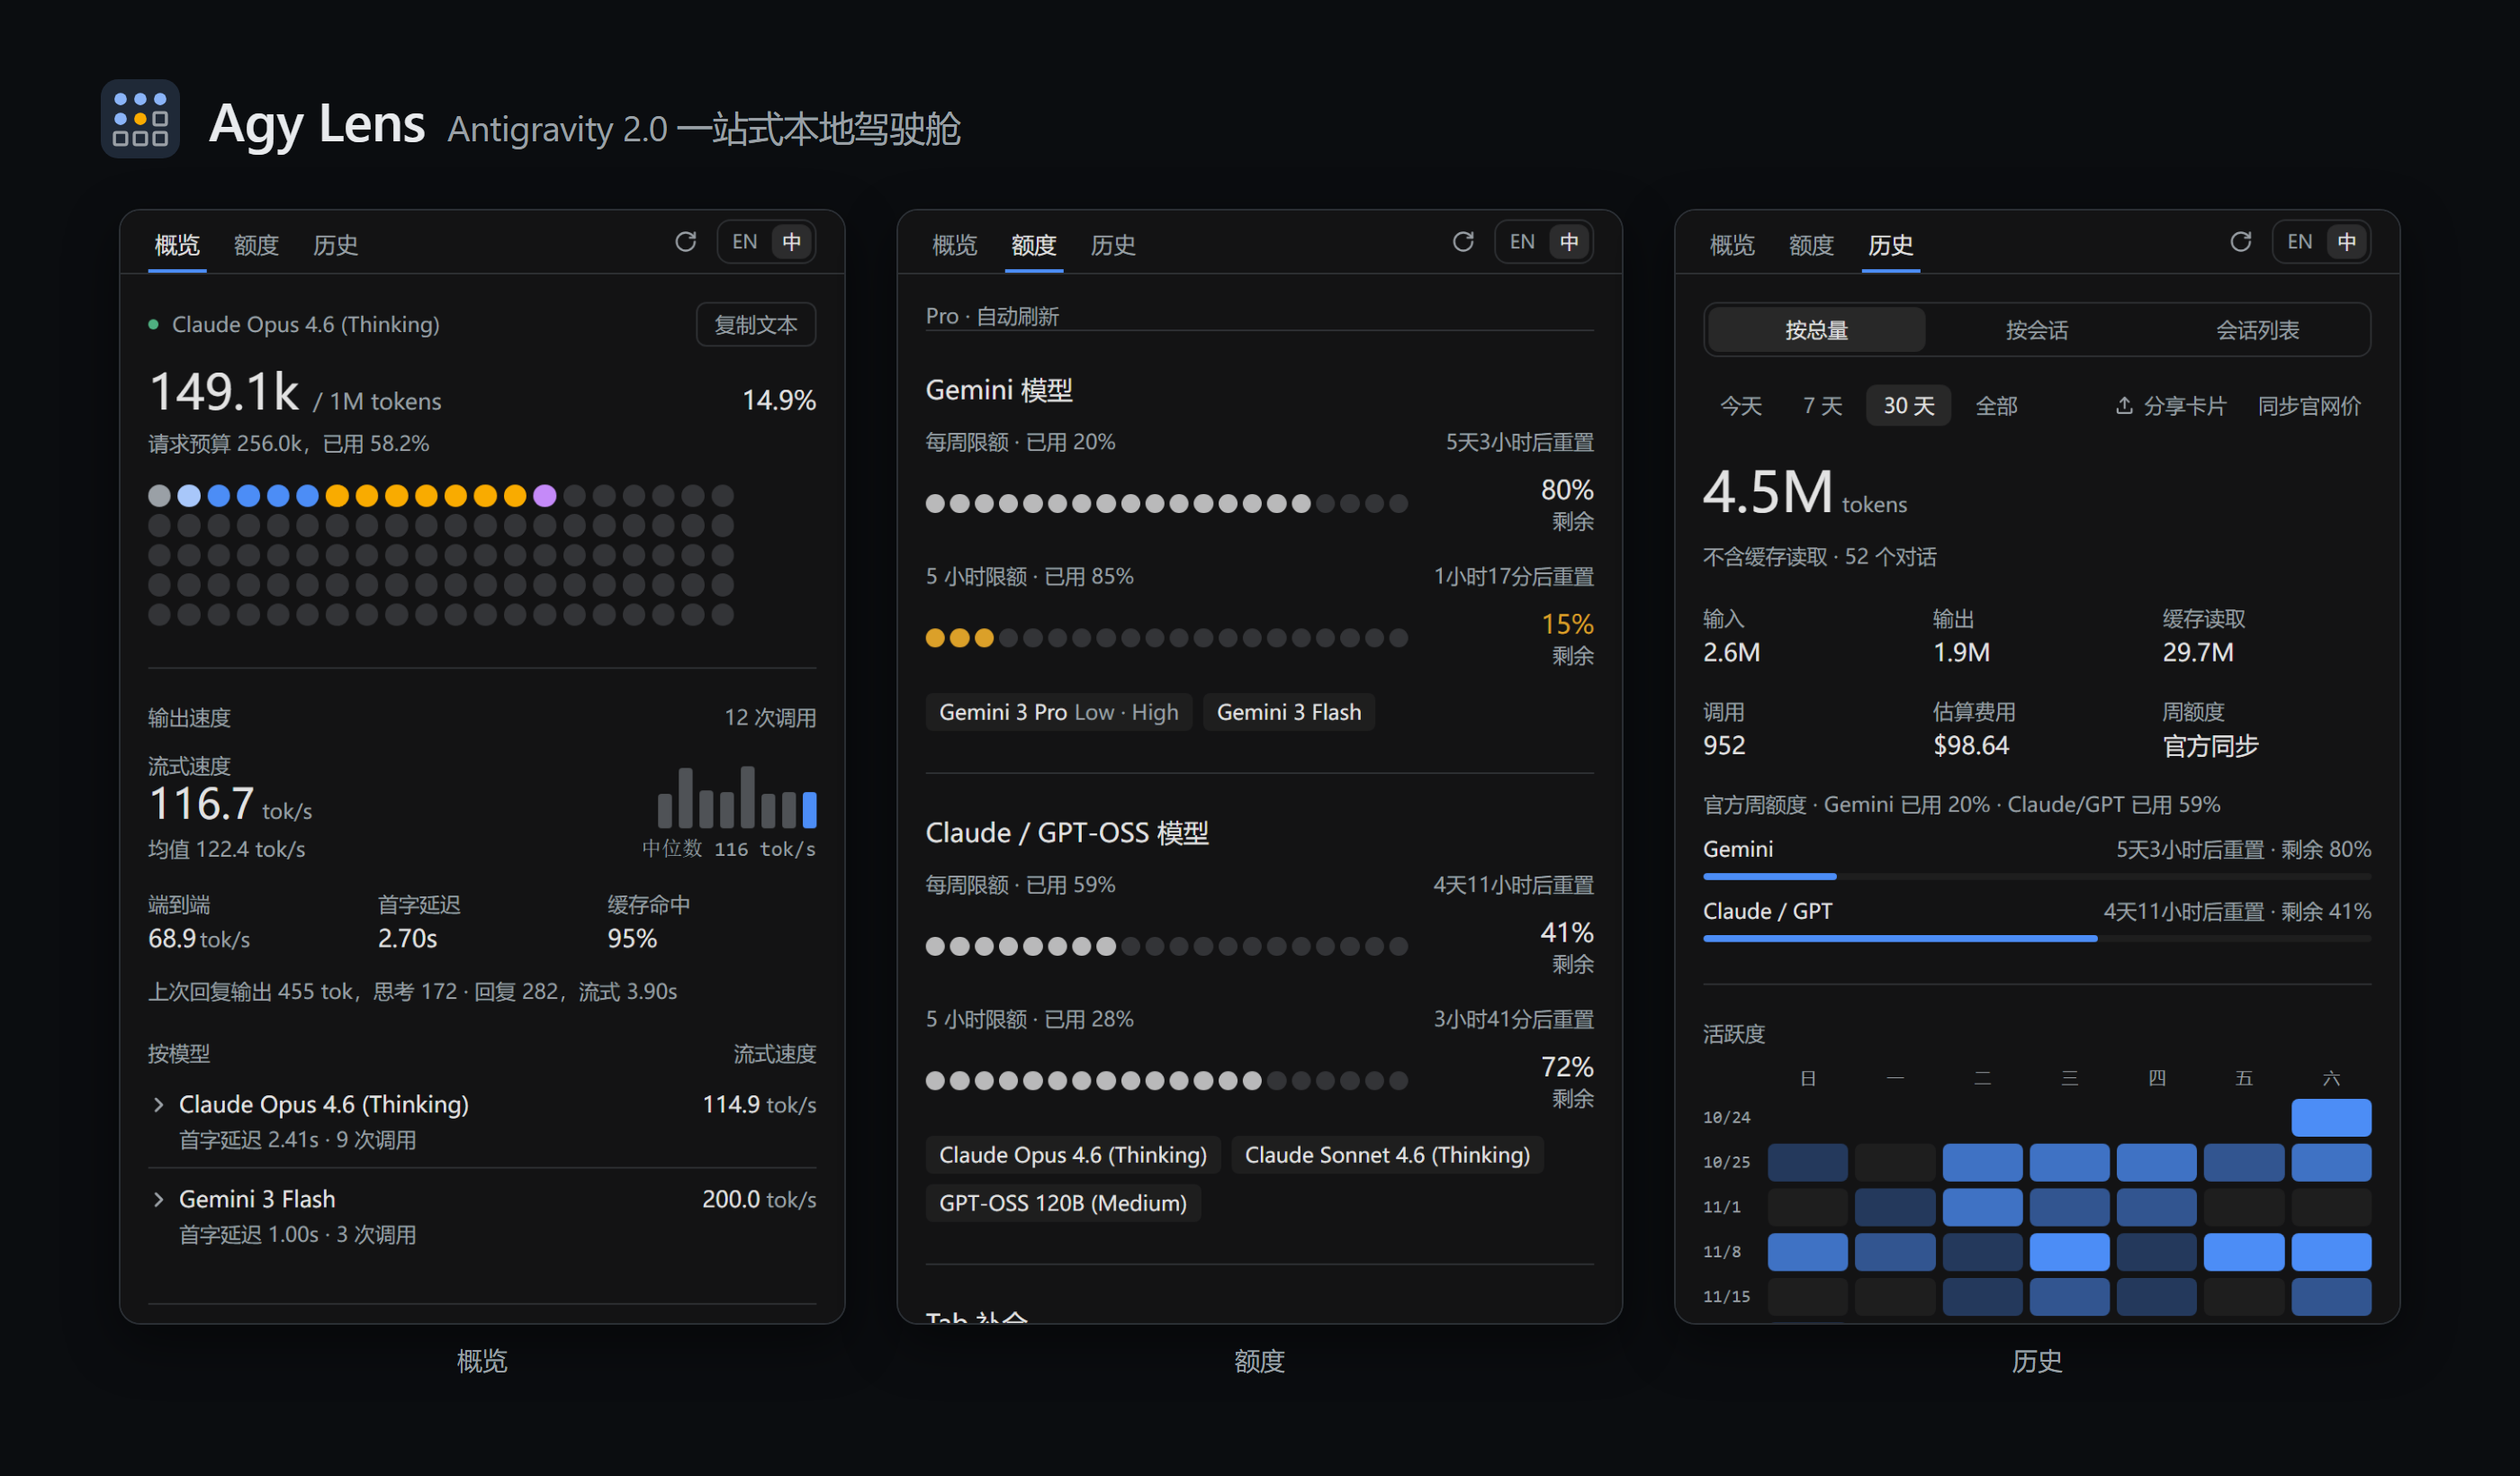 Agy Lens Antigravity 2.0 一站式本地驾驶舱
概览 额度 历史 EN 中
Claude Opus 4.6 (Thinking) 复制文本
149.1k / 1M tokens 14.9%
请求预算 256.0k，已用 58.2%
输出速度 12 次调用
流式速度
116.7 tok/s
均值 122.4 tok/s 中位数 116 tok/s
端到端 首字延迟 缓存命中
68.9 tok/s 2.70s 95%
上次回复输出 455 tok，思考 172 · 回复 282，流式 3.90s
按模型 流式速度
Claude Opus 4.6 (Thinking) 114.9 tok/s
首字延迟 2.41s · 9 次调用
Gemini 3 Flash 200.0 tok/s
首字延迟 1.00s · 3 次调用
概览
概览 额度 历史 EN 中
Pro · 自动刷新
Gemini 模型
每周限额 · 已用 20% 5天3小时后重置
80%
剩余
5 小时限额 · 已用 85% 1小时17分后重置
15%
剩余
Gemini 3 Pro Low · High Gemini 3 Flash
Claude / GPT-OSS 模型
每周限额 · 已用 59% 4天11小时后重置
41%
剩余
5 小时限额 · 已用 28% 3小时41分后重置
72%
剩余
Claude Opus 4.6 (Thinking) Claude Sonnet 4.6 (Thinking)
GPT-OSS 120B (Medium)
Tab 补全
额度
概览 额度 历史 EN 中
按总量 按会话 会话列表
今天 7 天 30 天 全部 分享卡片 同步官网价
4.5M tokens
不含缓存读取 · 52 个对话
输入 输出 缓存读取
2.6M 1.9M 29.7M
调用 估算费用 周额度
952 $98.64 官方同步
官方周额度 · Gemini 已用 20% · Claude/GPT 已用 59%
Gemini 5天3小时后重置 · 剩余 80%
Claude / GPT 4天11小时后重置 · 剩余 41%
活跃度
日 一 二 三 四 五 六
10/24
10/25
11/1
11/8
11/15
历史